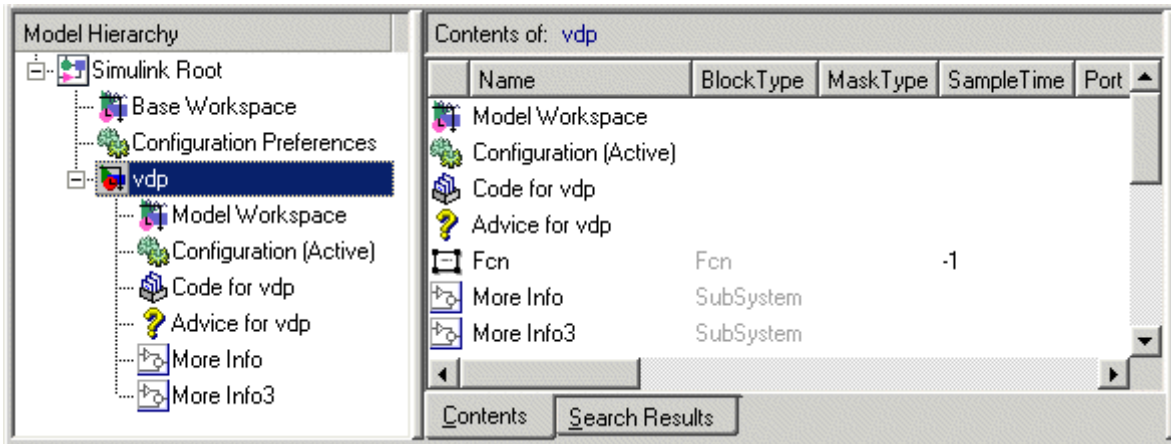 Model Hierarchy
Simulink Root
Base Workspace
Configuration Preferences
vdp
Model Workspace
Configuration (Active)
Code for vdp
Advice for vdp
More Info
More Info3
Contents of: vdp
Name BlockType MaskType SampleTime Port
Model Workspace
Configuration (Active)
Code for vdp
Advice for vdp
Fcn Fcn -1
More Info SubSystem
More Info3 SubSystem
Contents Search Results